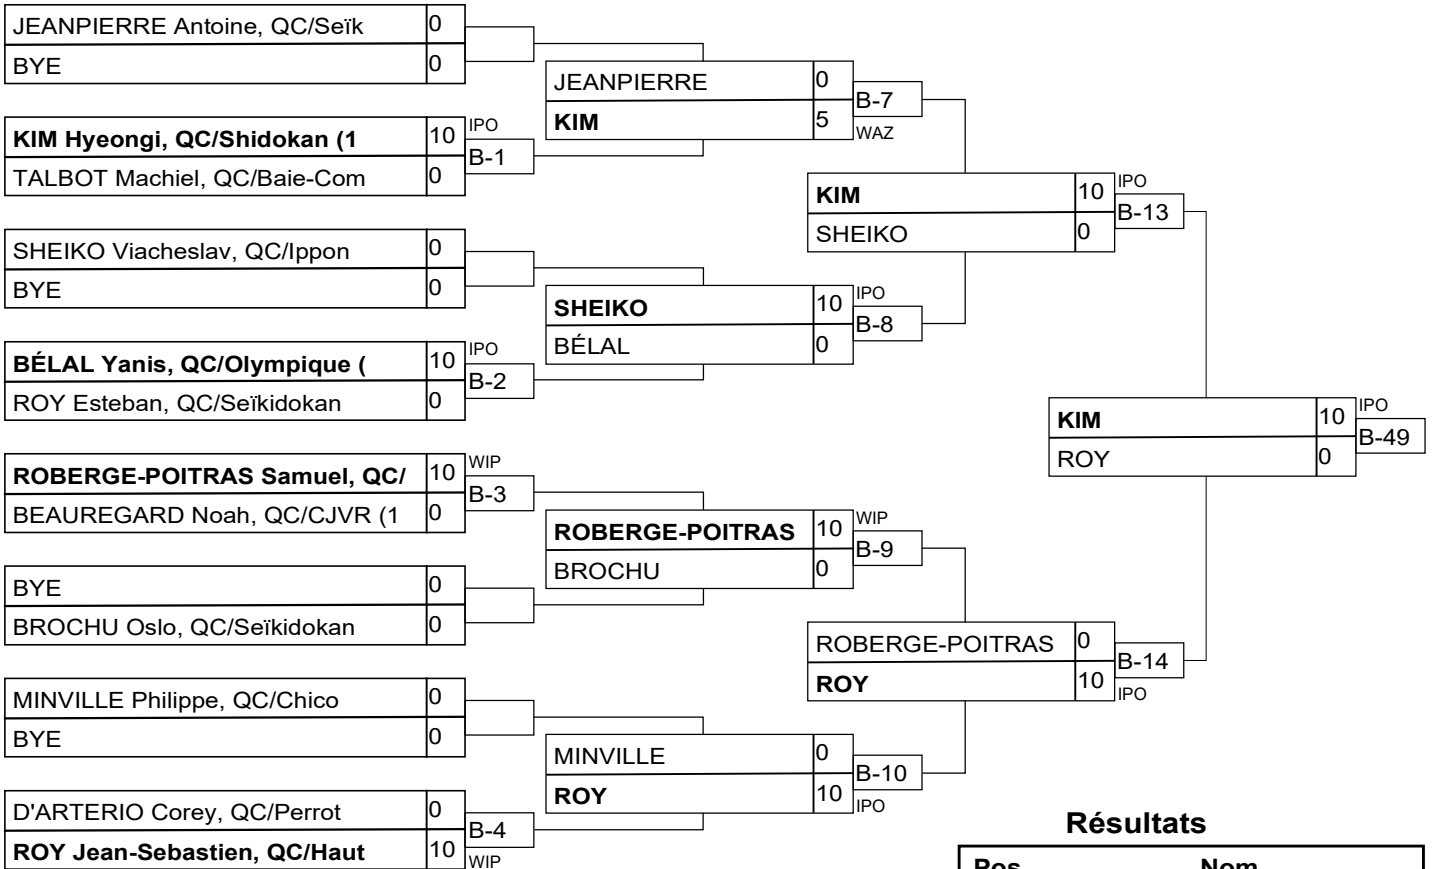 JEANPIERRE Antoine, QC/Seïk 0
BYE 0
KIM Hyeongi, QC/Shidokan (1 10 IPO
TALBOT Machiel, QC/Baie-Com 0
B-1
SHEIKO Viacheslav, QC/Ippon 0
BYE 0
BÉLAL Yanis, QC/Olympique ( 10 IPO
ROY Esteban, QC/Seïkidokan 0
B-2
ROBERGE-POITRAS Samuel, QC/ 10 WIP
BEAUREGARD Noah, QC/CJVR (1 0
B-3
BYE 0
BROCHU Oslo, QC/Seïkidokan 0
MINVILLE Philippe, QC/Chico 0
BYE 0
D'ARTERIO Corey, QC/Perrot 0
B-4
ROY Jean-Sebastien, QC/Haut 10 WIP
JEANPIERRE 0
B-7
KIM 5 WAZ
SHEIKO 10 IPO
B-8
BÉLAL 0
ROBERGE-POITRAS 10 WIP
B-9
BROCHU 0
MINVILLE 0
B-10
ROY 10 IPO
KIM 10 IPO
B-13
SHEIKO 0
ROBERGE-POITRAS 0
B-14
ROY 10 IPO
KIM 10 IPO
B-49
ROY 0
Résultats
Pos Nom